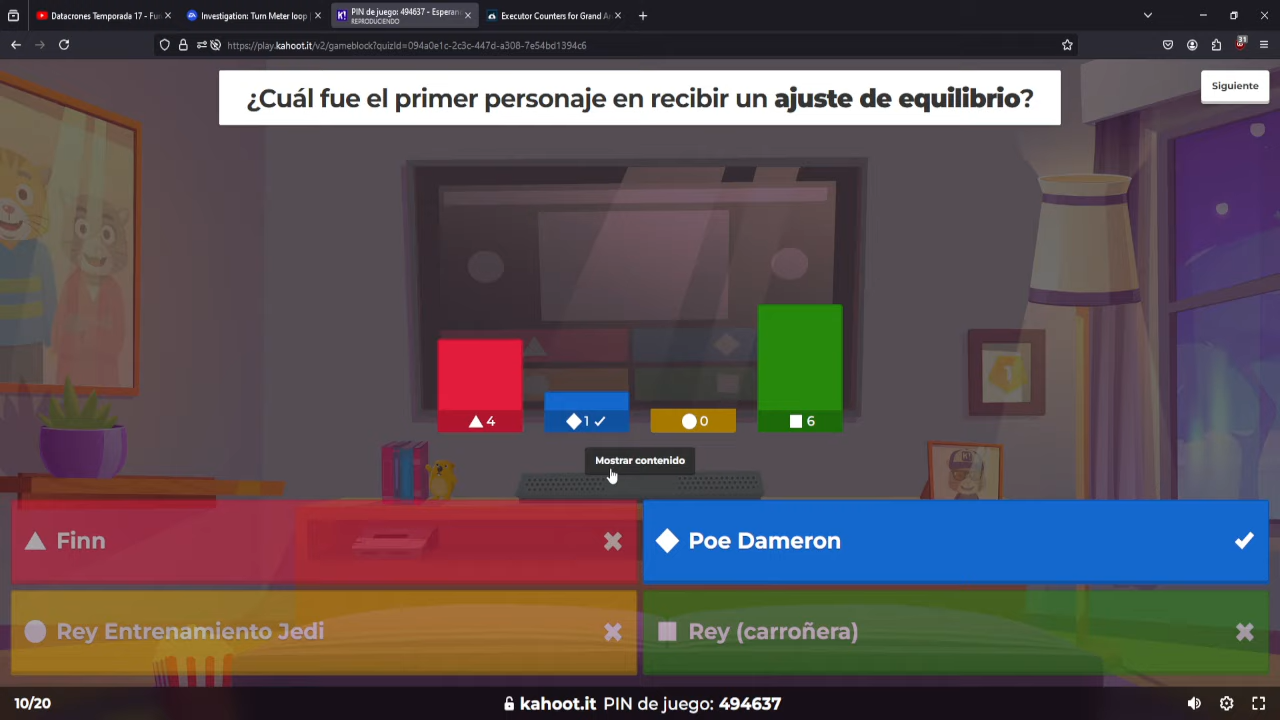 Datacrones Temporada 17 - Fu
Investigation: Turn Meter loop |
PIN de juego: 494637 - Esperan
REPRODUCIENDO
Executor Counters for Grand A
https://play.kahoot.it/v2/gameblock?quizId=094a0e1c-2c3c-447d-a308-7e54bd1394c6
31
¿Cuál fue el primer personaje en recibir un ajuste de equilibrio?
Siguiente
4
1
0
6
Mostrar contenido
Finn
Poe Dameron
Rey Entrenamiento Jedi
Rey (carroñera)
10/20
kahoot.it PIN de juego: 494637